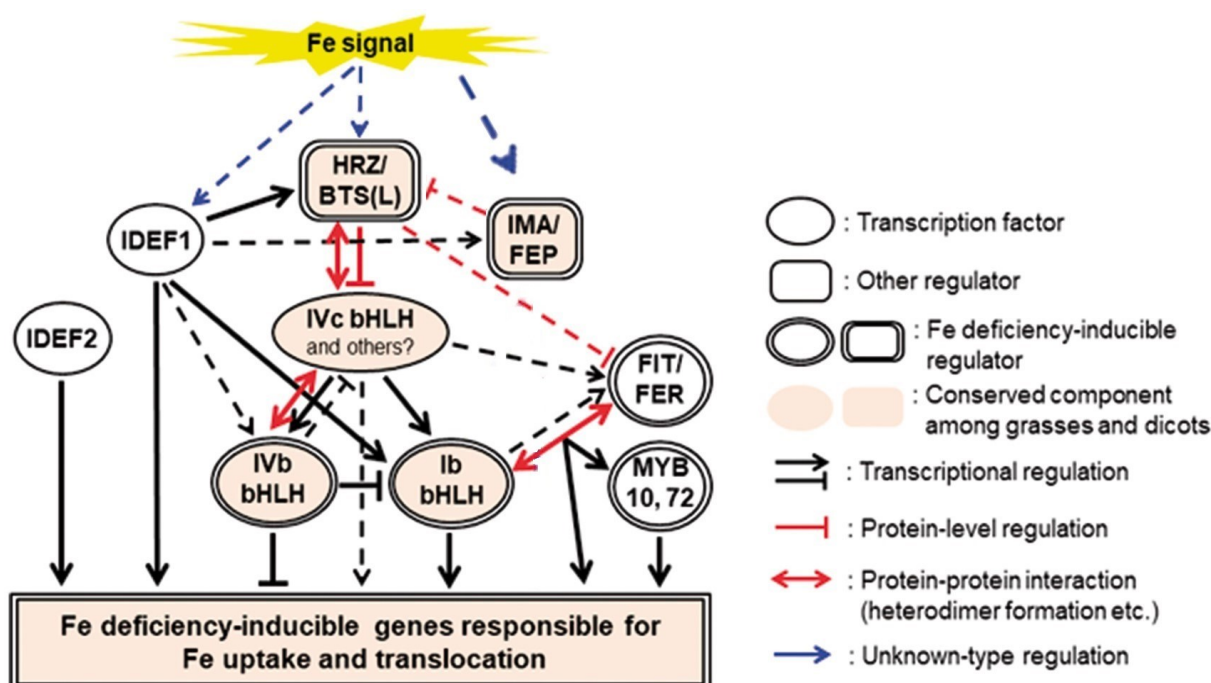 Fe signal
HRZ/
BTS(L)
IMA/
FEP
IDEF1
IDEF2
IVc bHLH
and others?
FIT/
FER
IVb
bHLH
Ib
bHLH
MYB
10, 72
Fe deficiency-inducible genes responsible for
Fe uptake and translocation
: Transcription factor
: Other regulator
: Fe deficiency-inducible
regulator
: Conserved component
among grasses and dicots
: Transcriptional regulation
: Protein-level regulation
: Protein-protein interaction
(heterodimer formation etc.)
: Unknown-type regulation